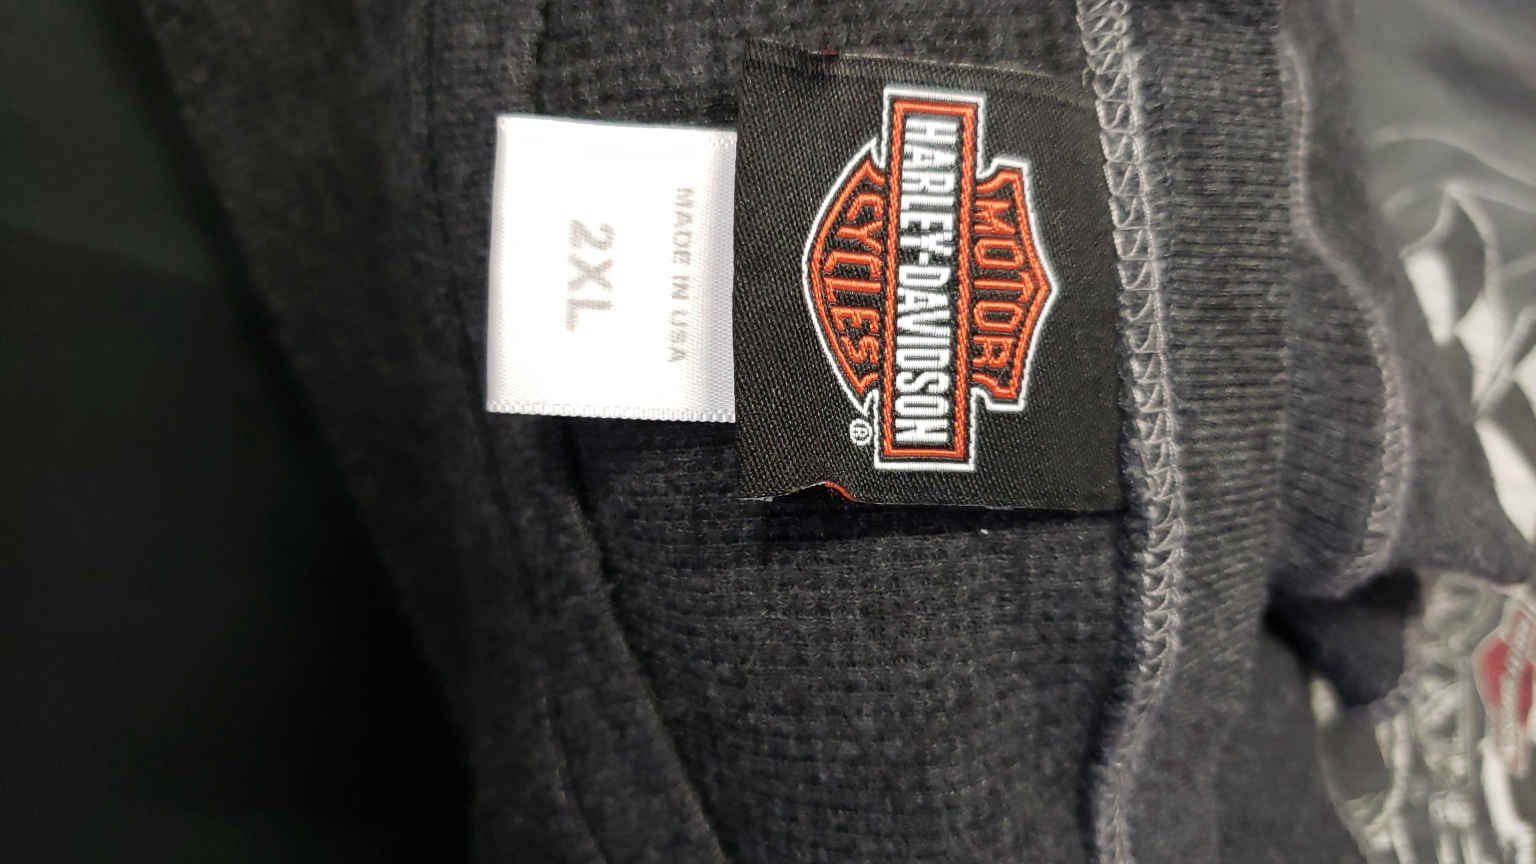 MOTOR
HARLEY-DAVIDSON
CYCLES
®
MADE IN USA
2XL